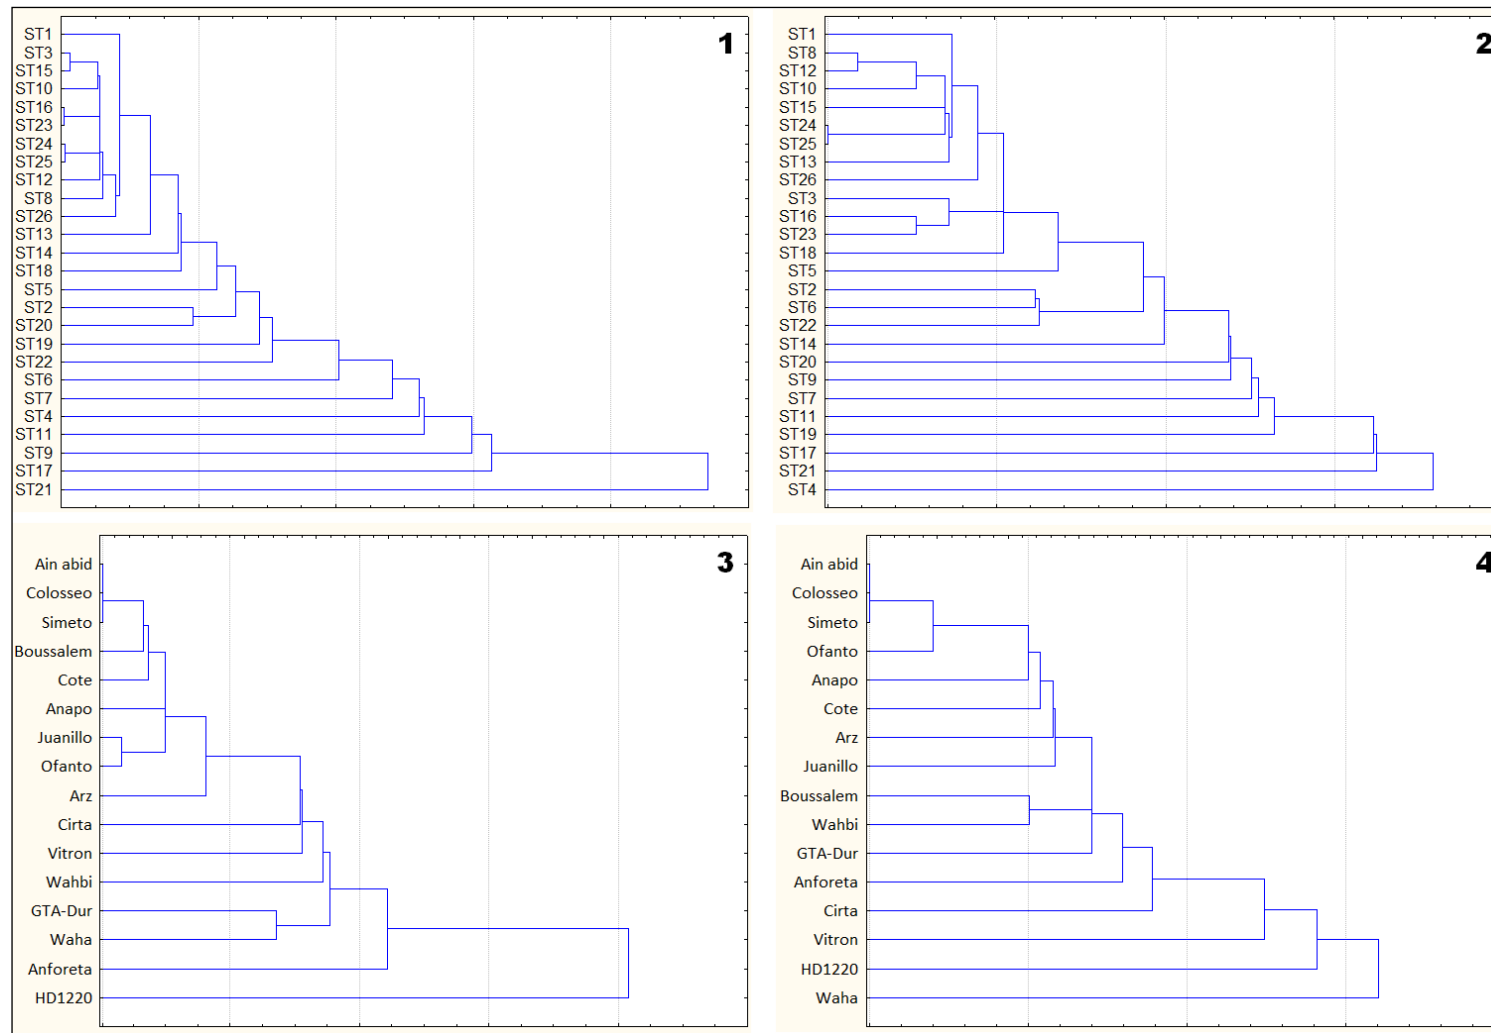 1
ST1
ST3
ST15
ST10
ST16
ST23
ST24
ST25
ST12
ST8
ST26
ST13
ST14
ST18
ST5
ST2
ST20
ST19
ST22
ST6
ST7
ST4
ST11
ST9
ST17
ST21
2
ST1
ST8
ST12
ST10
ST15
ST24
ST25
ST13
ST26
ST3
ST16
ST23
ST18
ST5
ST2
ST6
ST22
ST14
ST20
ST9
ST7
ST11
ST19
ST17
ST21
ST4
3
Ain abid
Colosseo
Simeto
Boussalem
Cote
Anapo
Juanillo
Ofanto
Arz
Cirta
Vitron
Wahbi
GTA-Dur
Waha
Anforeta
HD1220
4
Ain abid
Colosseo
Simeto
Ofanto
Anapo
Cote
Arz
Juanillo
Boussalem
Wahbi
GTA-Dur
Anforeta
Cirta
Vitron
HD1220
Waha